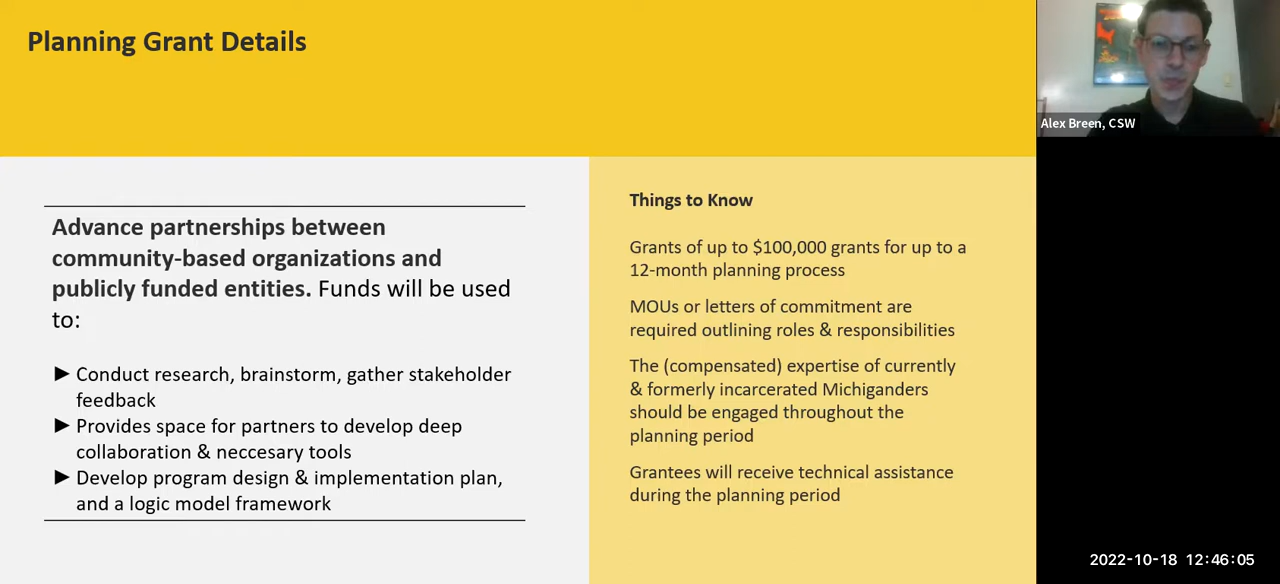 Planning Grant Details
Advance partnerships between
community-based organizations and
publicly funded entities. Funds will be used
to:
▶ Conduct research, brainstorm, gather stakeholder
feedback
▶ Provides space for partners to develop deep
collaboration & neccesary tools
▶ Develop program design & implementation plan,
and a logic model framework
Things to Know
Grants of up to $100,000 grants for up to a
12-month planning process
MOUs or letters of commitment are
required outlining roles & responsibilities
The (compensated) expertise of currently
& formerly incarcerated Michiganders
should be engaged throughout the
planning period
Grantees will receive technical assistance
during the planning period
Alex Breen, CSW
2022-10-18 12:46:05